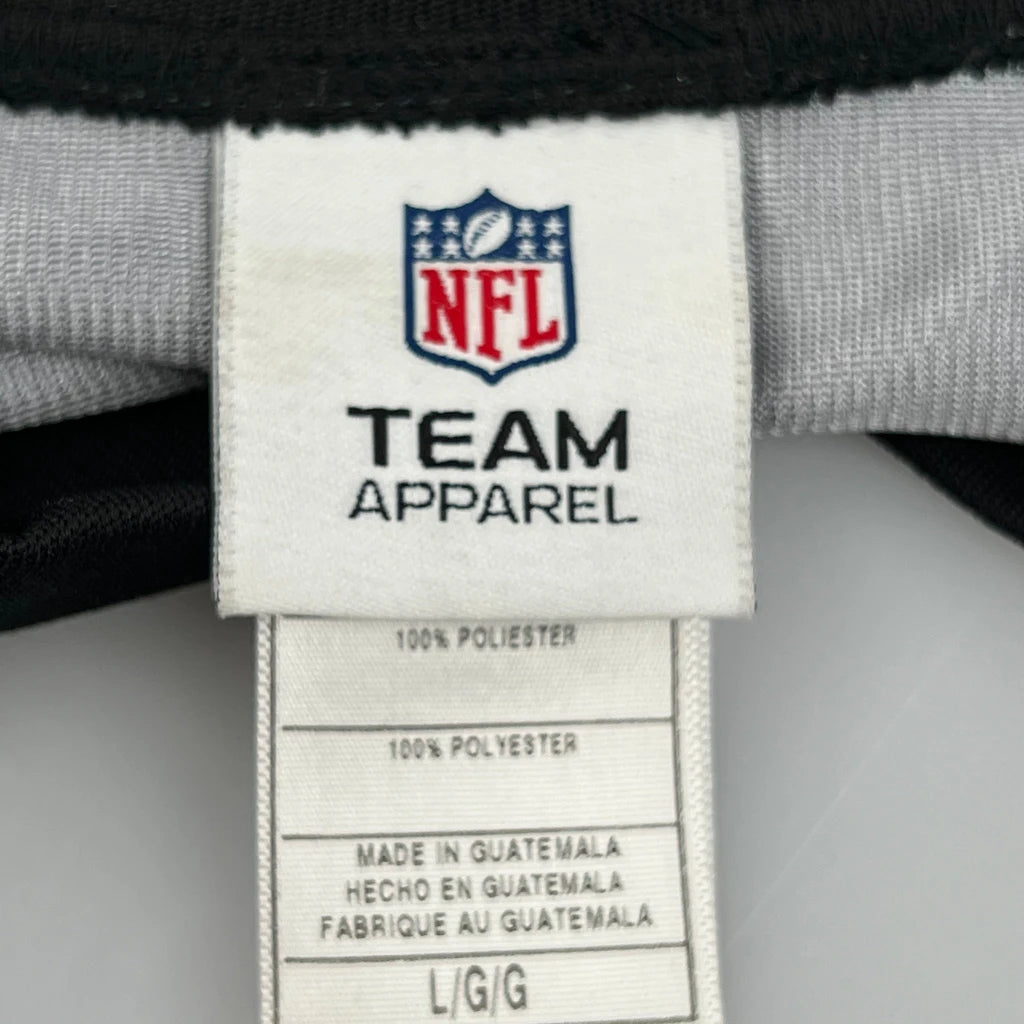 NFL
TEAM
APPAREL
100% POLIESTER
100% POLYESTER
MADE IN GUATEMALA
HECHO EN GUATEMALA
FABRIQUE AU GUATEMALA
L/G/G